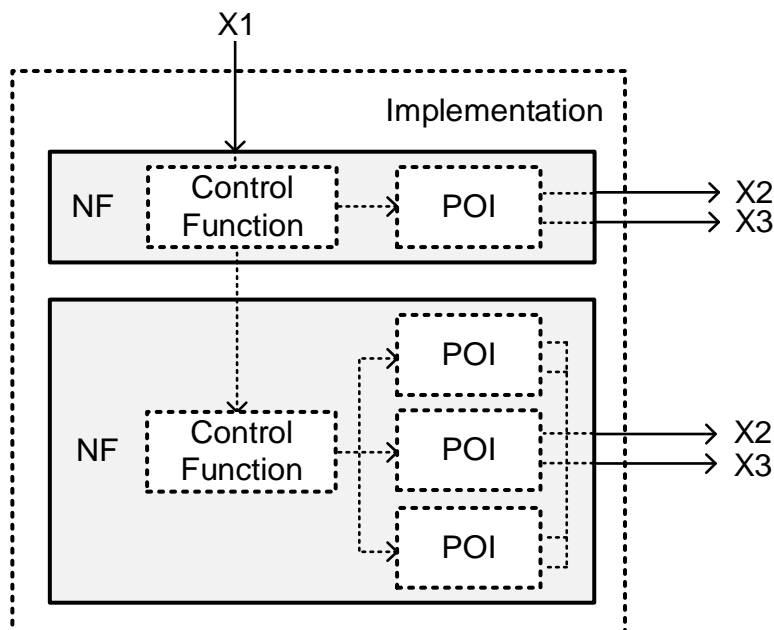 X1
Implementation
NF
Control
Function
POI
X2
X3
POI
NF
Control
Function
POI
X2
X3
POI